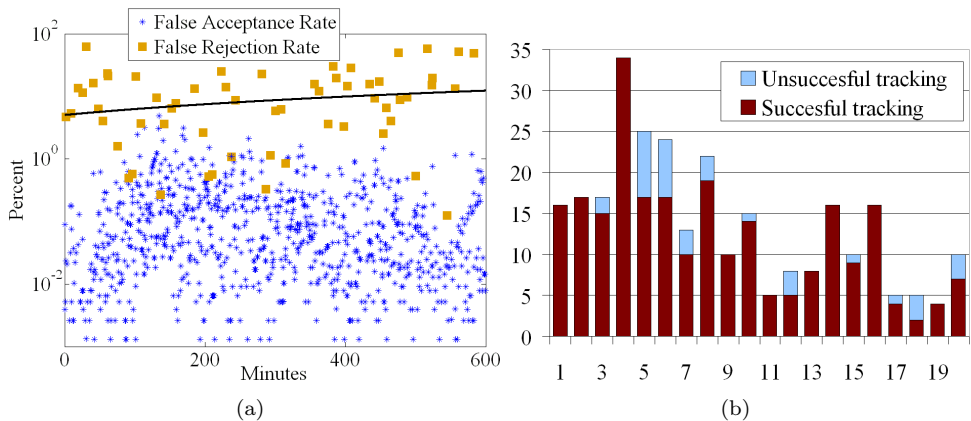 False Acceptance Rate
False Rejection Rate
10^2
10^0
10^-2
Percent
0 200 400 600
Minutes
(a)
35
30
25
20
15
10
5
0
Unsuccesful tracking
Succesful tracking
1 3 5 7 9 11 13 15 17 19
(b)